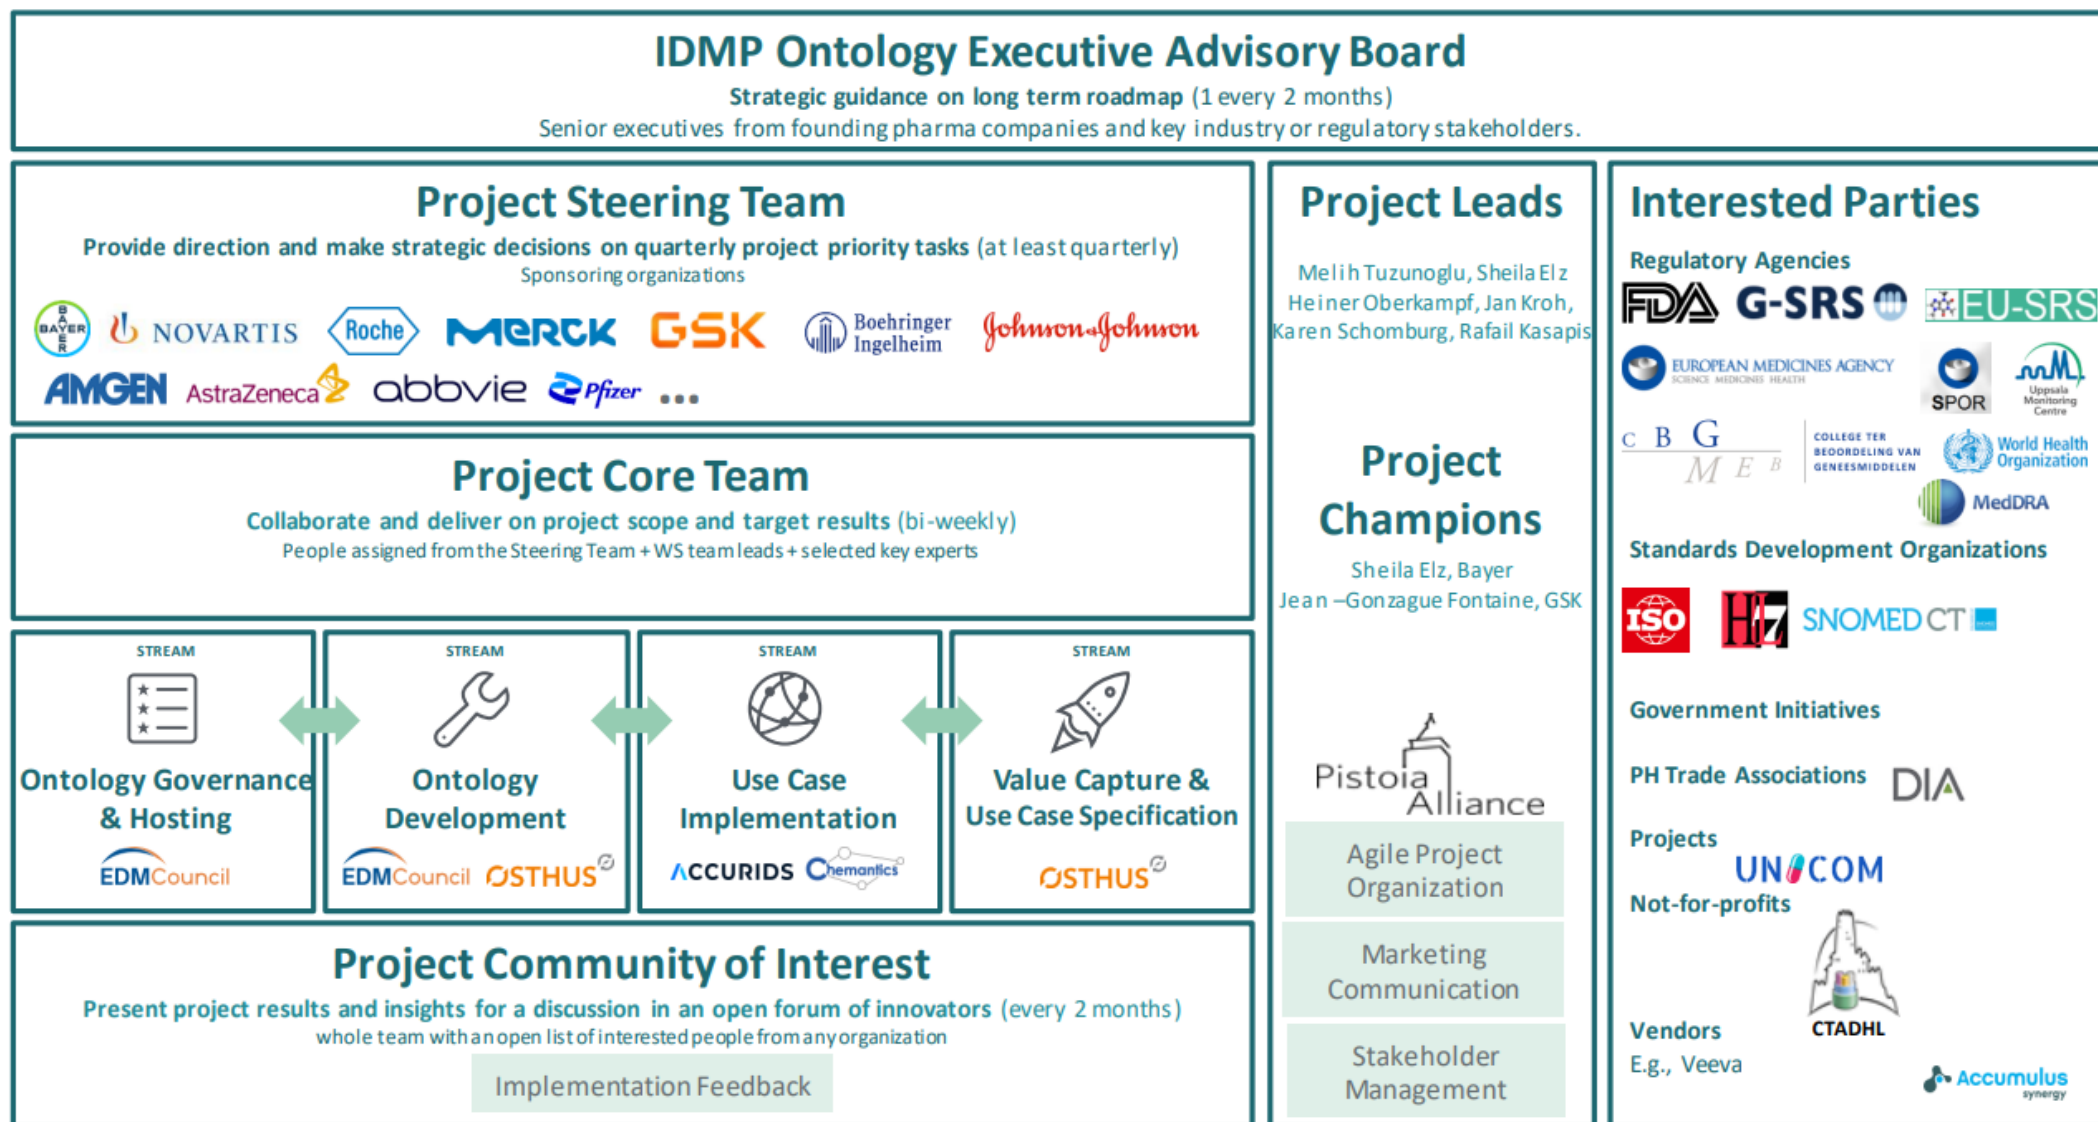 IDMP Ontology Executive Advisory Board
Strategic guidance on long term roadmap (1 every 2 months)
Senior executives from founding pharma companies and key industry or regulatory stakeholders.
Project Steering Team
Provide direction and make strategic decisions on quarterly project priority tasks (at least quarterly)
Sponsoring organizations
BAYER
BAYER
NOVARTIS
Roche
MERCK
GSK
Boehringer
Ingelheim
Johnson & Johnson
AMGEN
AstraZeneca
abbvie
Pfizer
...
Project Core Team
Collaborate and deliver on project scope and target results (bi-weekly)
People assigned from the Steering Team + WS team leads + selected key experts
STREAM
Ontology Governance
& Hosting
EDMCouncil
STREAM
Ontology
Development
EDMCouncil OSTHUS
STREAM
Use Case
Implementation
ACCURIDS Chemantics
STREAM
Value Capture &
Use Case Specification
OSTHUS
Project Community of Interest
Present project results and insights for a discussion in an open forum of innovators (every 2 months)
whole team with an open list of interested people from any organization
Implementation Feedback
Project Leads
Melih Tuzunoglu, Sheila Elz
Heiner Oberkampf, Jan Kroh,
Karen Schomburg, Rafail Kasapis
Project
Champions
Sheila Elz, Bayer
Jean –Gonzague Fontaine, GSK
Pistoia
Alliance
Agile Project
Organization
Marketing
Communication
Stakeholder
Management
Interested Parties
Regulatory Agencies
FDA G-SRS EU-SRS
EUROPEAN MEDICINES AGENCY
SCIENCE MEDICINES HEALTH
SPOR
Uppsala
Monitoring
Centre
C B G
M E B
COLLEGE TER
BEOORDELING VAN
GENEESMIDDELEN
World Health
Organization
MedDRA
Standards Development Organizations
ISO
HL7
SNOMED CT
Government Initiatives
PH Trade Associations
DIA
Projects
UNICOM
Not-for-profits
CTADHL
Vendors
E.g., Veeva
Accumulus
synergy